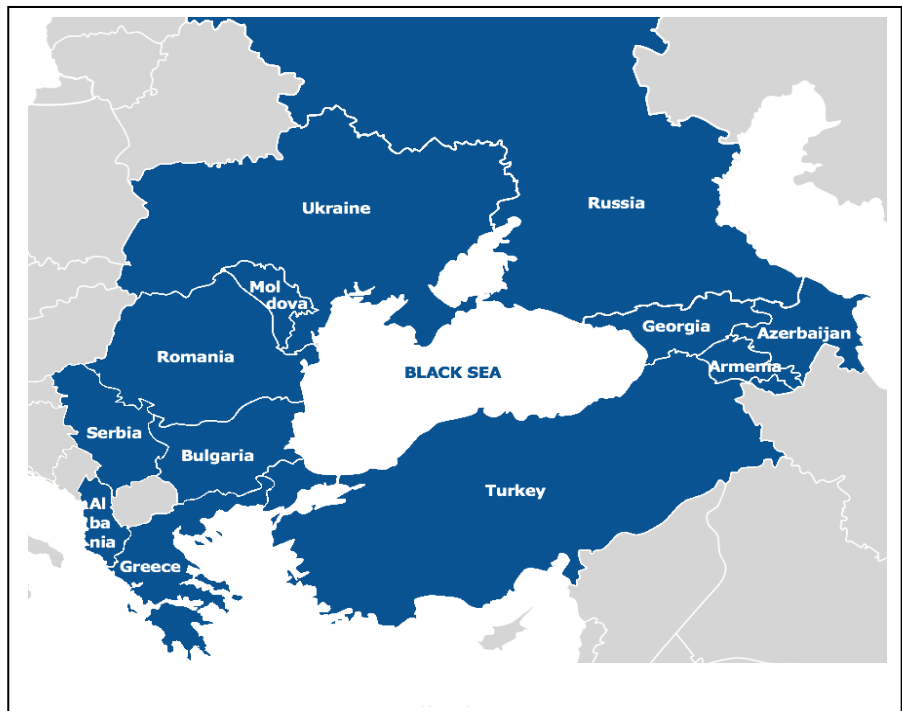 Ukraine
Russia
Mol
dova
Georgia
Azerbaijan
Romania
Armenia
BLACK SEA
Serbia
Bulgaria
Turkey
Al
ba
nia
Greece